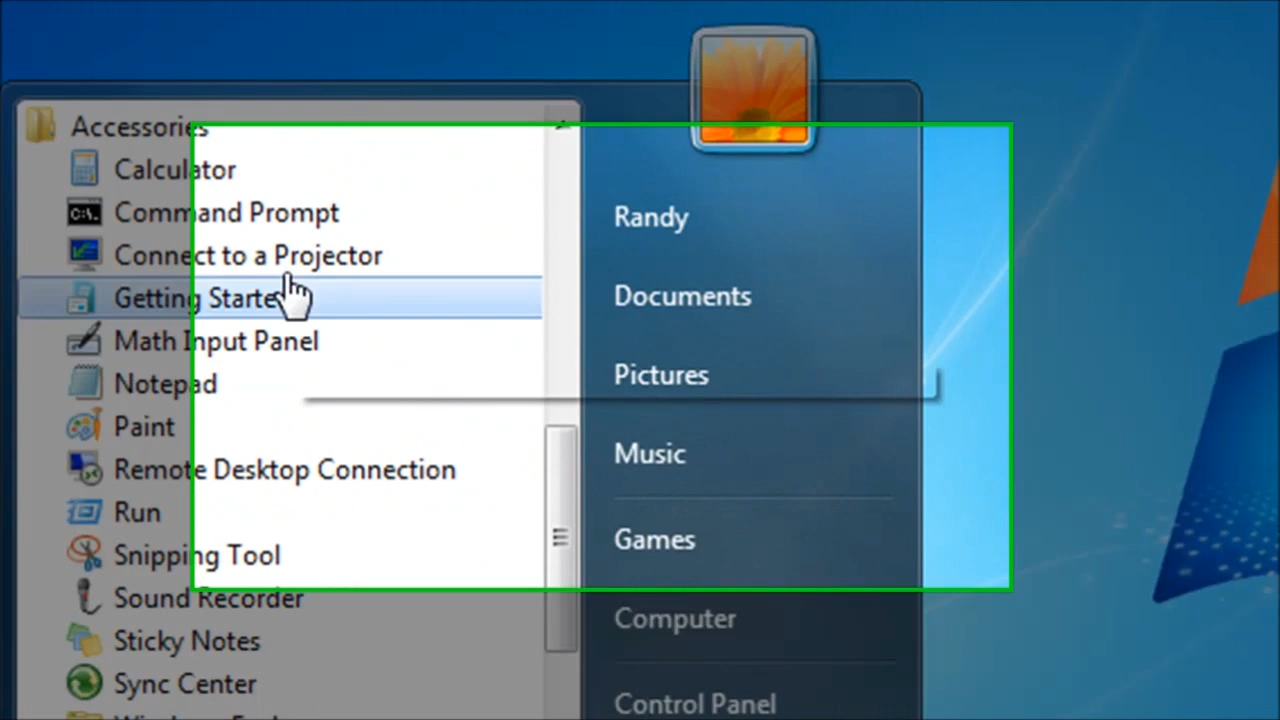 Accessories
Calculator
C:\.
Command Prompt
Connect to a Projector
Getting Started
Math Input Panel
Notepad
Paint
Remote Desktop Connection
Run
Snipping Tool
Sound Recorder
Sticky Notes
Sync Center
Randy
Documents
Pictures
Music
Games
Computer
Control Panel